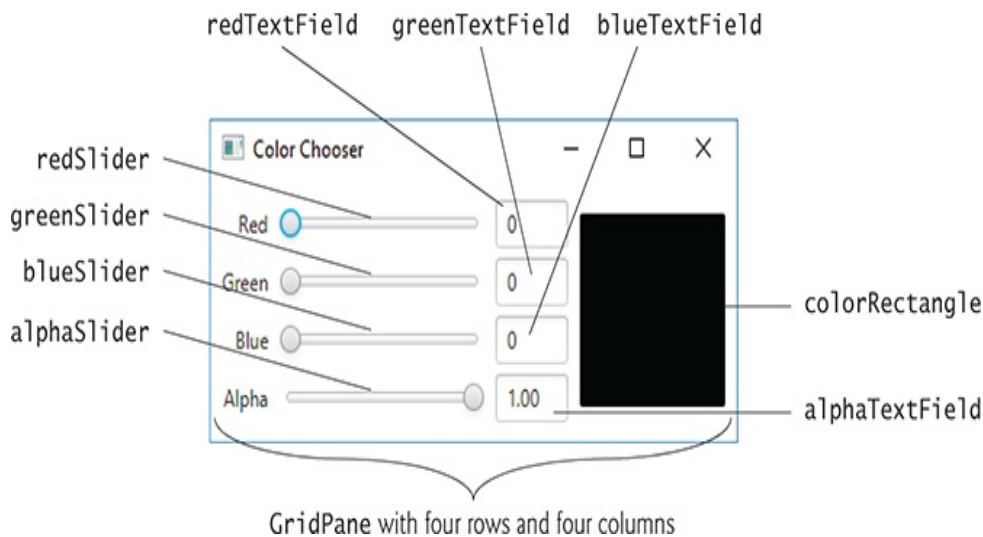 redTextField greenTextField blueTextField
Color Chooser
redSlider
greenSlider
blueSlider
alphaSlider
Red 0
Green 0
Blue 0
Alpha 1.00
colorRectangle
alphaTextField
GridPane with four rows and four columns